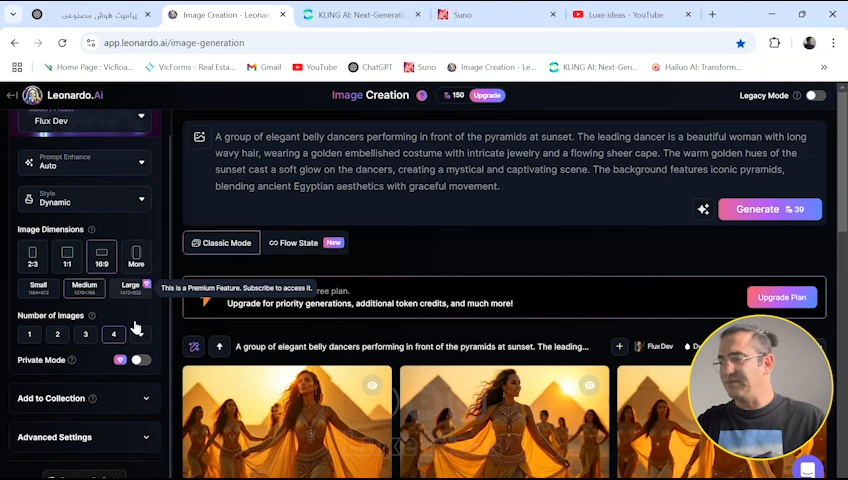 پرامیت هوش مصنوعی
Image Creation - Leonard
KLING AI: Next-Generation
Suno
Luxe ideas - YouTube
app.leonardo.ai/image-generation
Home Page : VicRoa...
VicForms - Real Esta...
Gmail
YouTube
ChatGPT
Suno
Image Creation - Le...
KLING AI: Next-Gen...
Hailuo AI: Transform...
Leonardo.Ai
Image Creation
150
Upgrade
Legacy Mode
Flux Dev
Prompt Enhance
Auto
Style
Dynamic
Image Dimensions
2:3
1:1
16:9
More
Small
Medium
Large
This is a Premium Feature. Subscribe to access it.
Number of Images
1
2
3
4
Private Mode
Add to Collection
Advanced Settings
A group of elegant belly dancers performing in front of the pyramids at sunset. The leading dancer is a beautiful woman with long
wavy hair, wearing a golden embellished costume with intricate jewelry and a flowing sheer cape. The warm golden hues of the
sunset cast a soft glow on the dancers, creating a mystical and captivating scene. The background features iconic pyramids,
blending ancient Egyptian aesthetics with graceful movement.
Generate
39
Classic Mode
Flow State
New
free plan.
Upgrade for priority generations, additional token credits, and much more!
Upgrade Plan
A group of elegant belly dancers performing in front of the pyramids at sunset. The leading...
Flux Dev